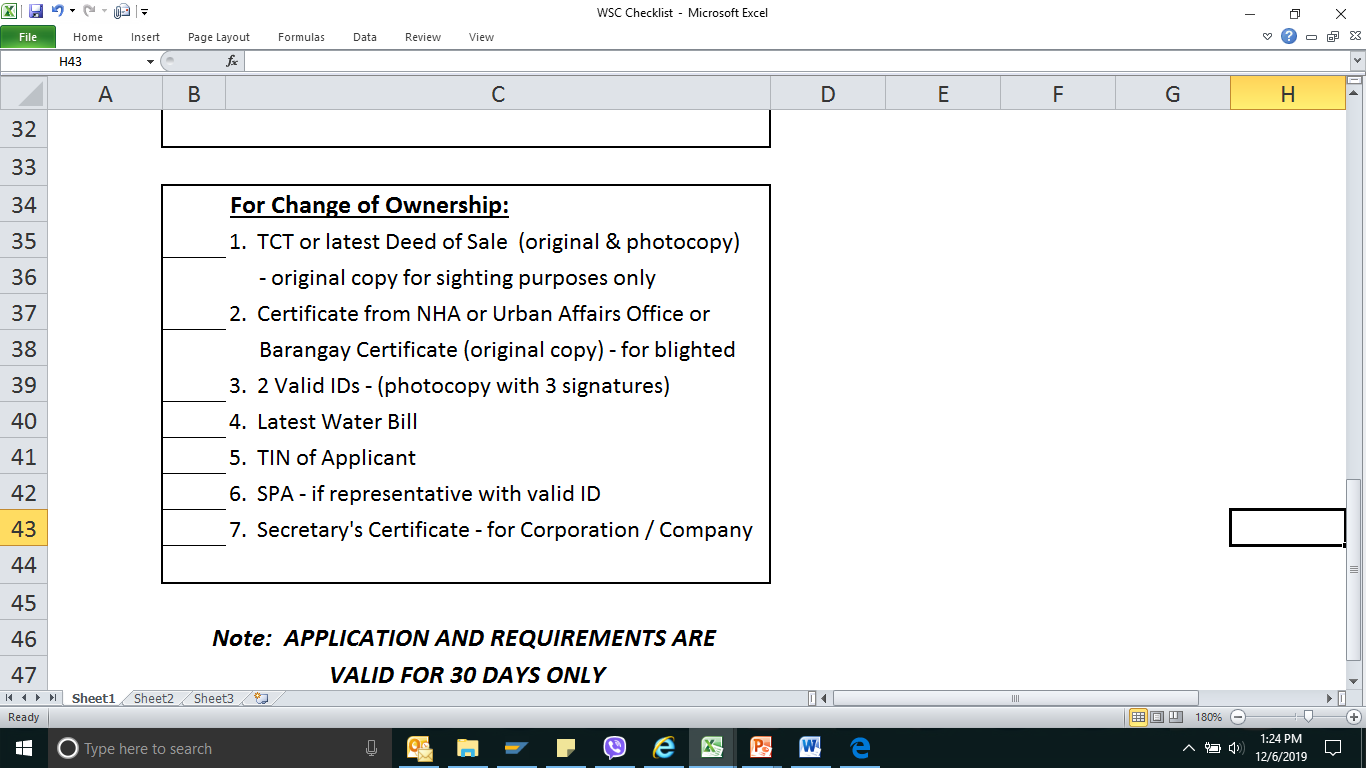 WSC Checklist - Microsoft Excel
File Home Insert Page Layout Formulas Data Review View
H43 fx
A B C D E F G H
32
33
34 For Change of Ownership:
35 1. TCT or latest Deed of Sale (original & photocopy)
36 - original copy for sighting purposes only
37 2. Certificate from NHA or Urban Affairs Office or
38 Barangay Certificate (original copy) - for blighted
39 3. 2 Valid IDs - (photocopy with 3 signatures)
40 4. Latest Water Bill
41 5. TIN of Applicant
42 6. SPA - if representative with valid ID
43 7. Secretary's Certificate - for Corporation / Company
44
45
46 Note: APPLICATION AND REQUIREMENTS ARE
47 VALID FOR 30 DAYS ONLY
Sheet1 Sheet2 Sheet3
Ready 180%
Type here to search 1:24 PM
12/6/2019